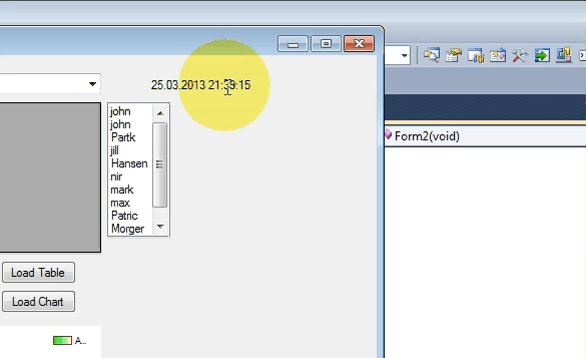 25.03.2013 21:39:15
john
john
Partk
jill
Hansen
nir
mark
max
Patric
Morger
Form2(void)
Load Table
Load Chart
A..